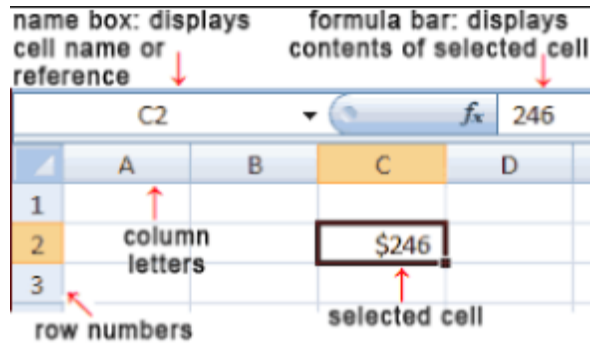 name box: displays
cell name or
reference
formula bar: displays
contents of selected cell
C2
fx 246
A B C D
1
2 $246
3
column
letters
selected cell
row numbers